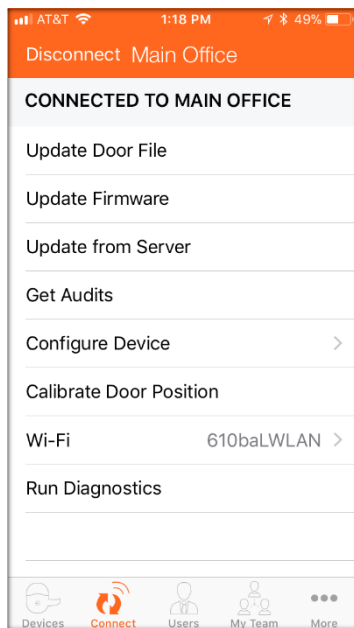 AT&T 1:18 PM 49%
Disconnect Main Office
CONNECTED TO MAIN OFFICE
Update Door File
Update Firmware
Update from Server
Get Audits
Configure Device
Calibrate Door Position
Wi-Fi 610baLWLAN
Run Diagnostics
Devices Connect Users My Team More